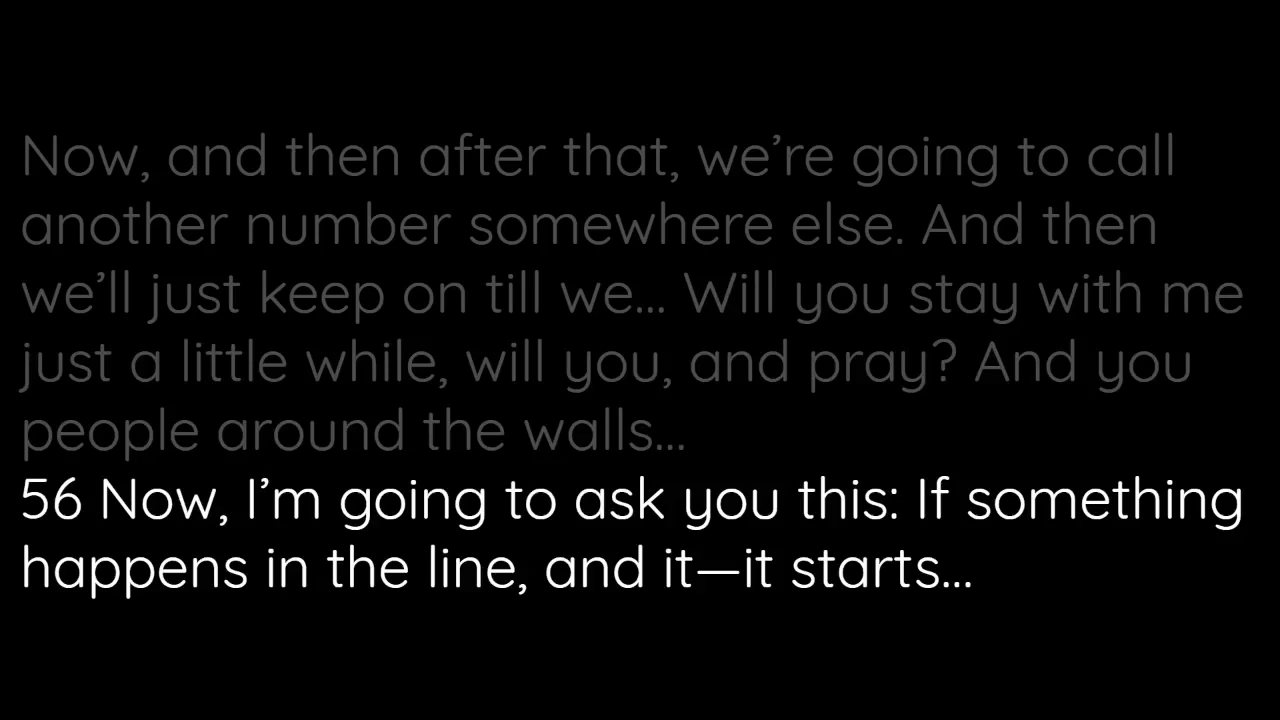 Now, and then after that, we’re going to call
another number somewhere else. And then
we’ll just keep on till we... Will you stay with me
just a little while, will you, and pray? And you
people around the walls...
56 Now, I’m going to ask you this: If something
happens in the line, and it—it starts...